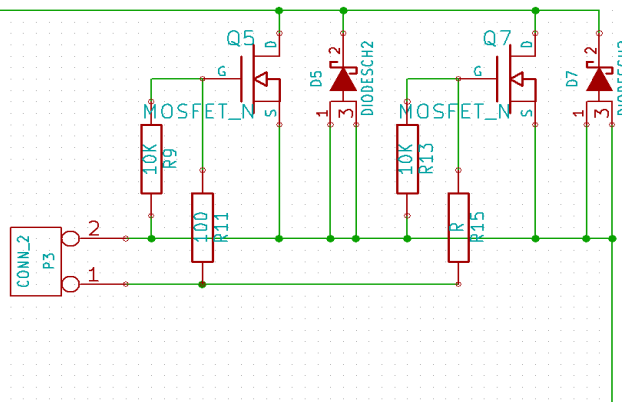 Q5
D
G
S
MOSFET_N
D5
2
1
3
DIODESCH2
Q7
D
G
S
MOSFET_N
D7
2
1
3
10K
R9
100
R11
10K
R13
R
R15
CONN_2
P3
2
1